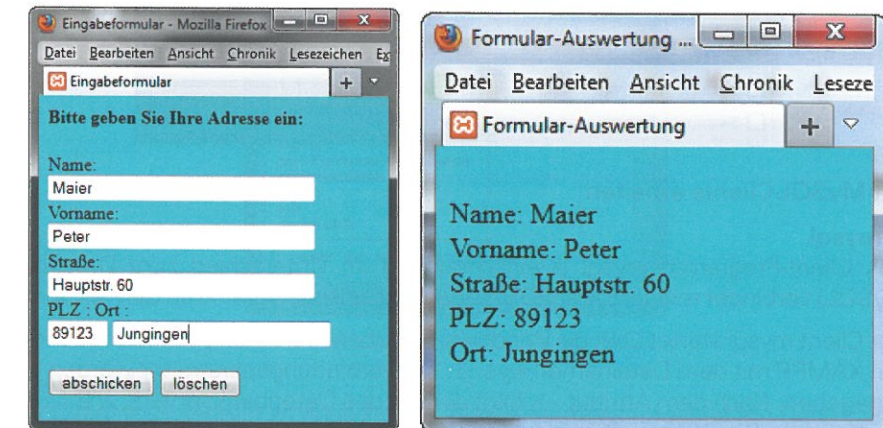 Eingabeformular - Mozilla Firefox
Datei Bearbeiten Ansicht Chronik Lesezeichen Ex
Eingabeformular
Bitte geben Sie Ihre Adresse ein:
Name:
Maier
Vorname:
Peter
Straße:
Hauptstr. 60
PLZ : Ort :
89123 Jungingen
abschicken löschen
Formular-Auswertung ...
Datei Bearbeiten Ansicht Chronik Leseze
Formular-Auswertung
Name: Maier
Vorname: Peter
Straße: Hauptstr. 60
PLZ: 89123
Ort: Jungingen